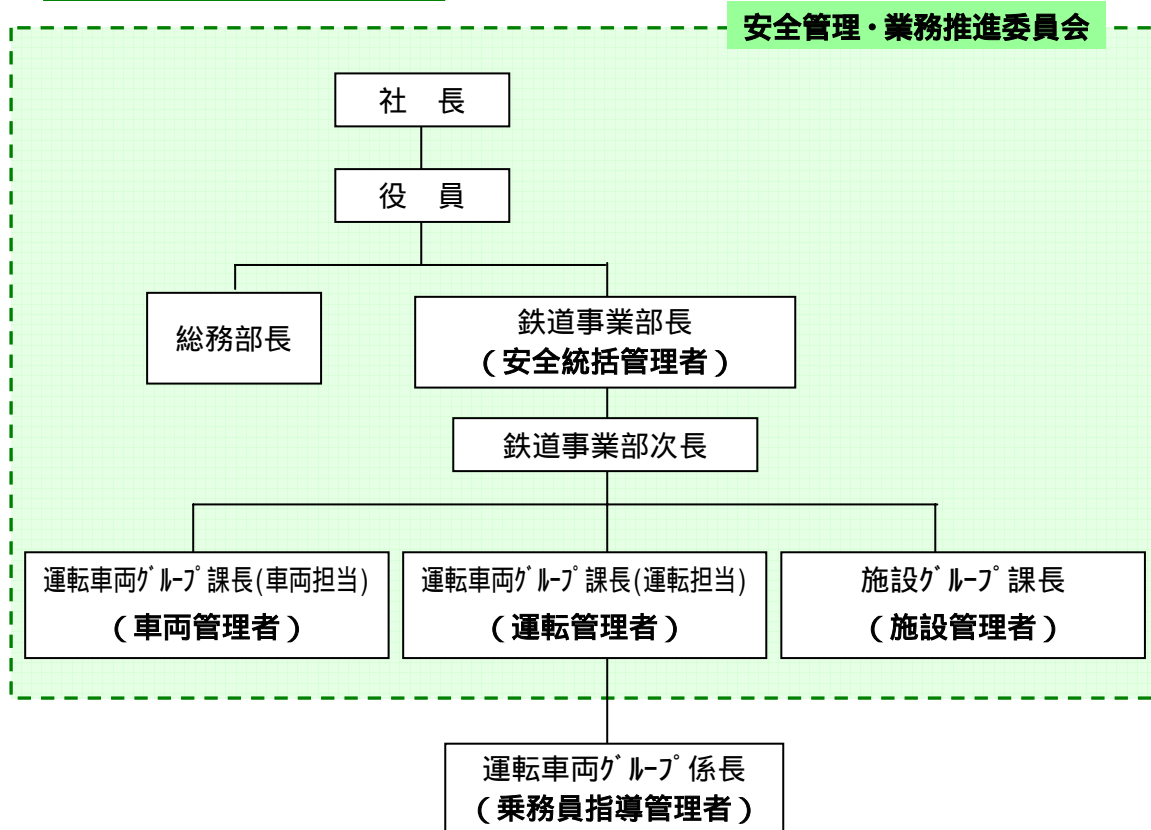 安全管理・業務推進委員会
社　長
役　員
総務部長
鉄道事業部長
（安全統括管理者）
鉄道事業部次長
運転車両ｸﾞﾙｰﾌﾟ課長(車両担当)
（車両管理者）
運転車両ｸﾞﾙｰﾌﾟ課長(運転担当)
（運転管理者）
施設ｸﾞﾙｰﾌﾟ課長
（施設管理者）
運転車両ｸﾞﾙｰﾌﾟ係長
（乗務員指導管理者）